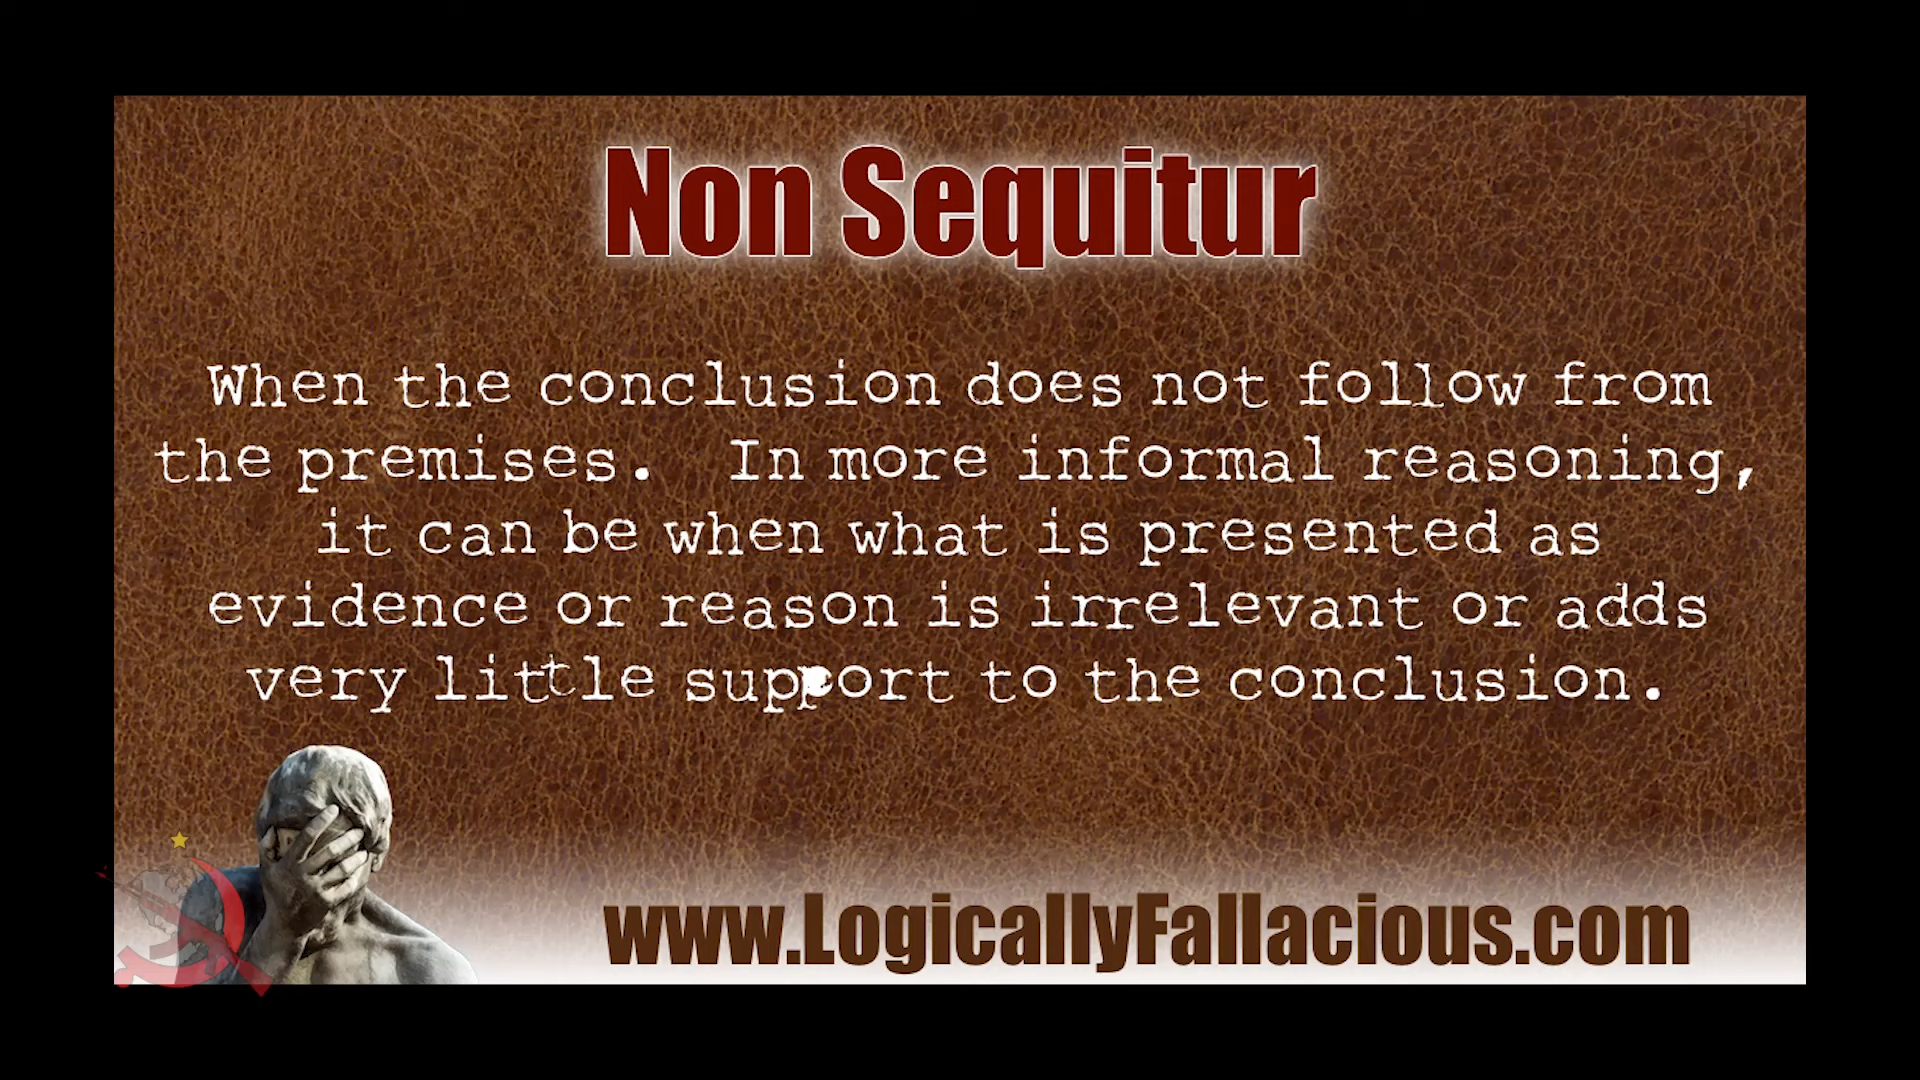 Non Sequitur
When the conclusion does not follow from
the premises. In more informal reasoning,
it can be when what is presented as
evidence or reason is irrelevant or adds
very little support to the conclusion.
www.LogicallyFallacious.com